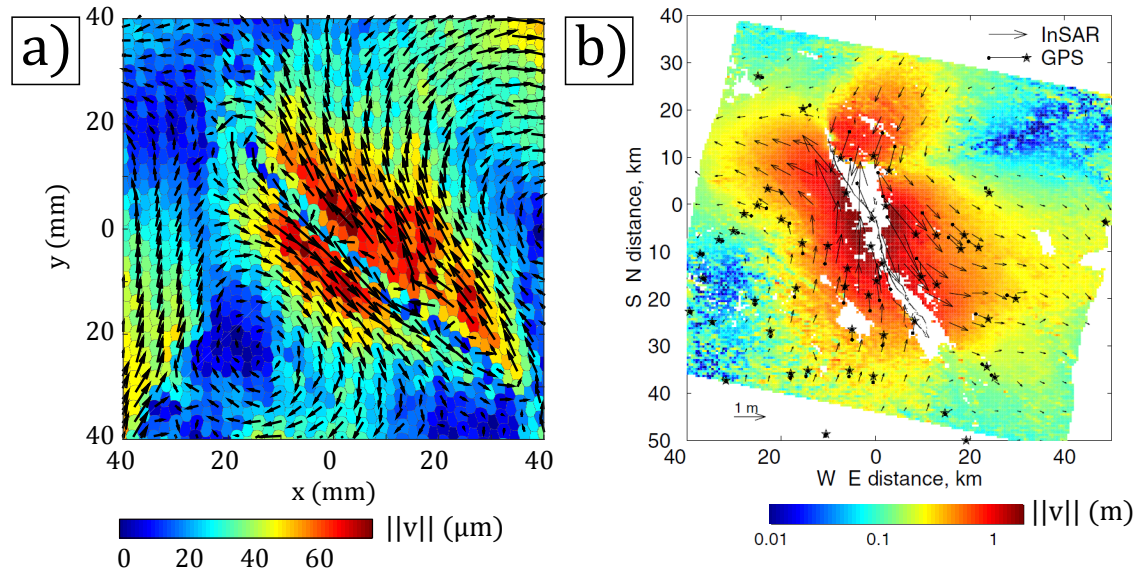 a)
40
20
0
20
40
y (mm)
40 20 0 20 40
x (mm)
||v|| (μm)
0 20 40 60
b)
InSAR
GPS
40
30
20
10
0
10
20
30
40
50
S N distance, km
1 m
40 20 0 20 40
W E distance, km
||v|| (m)
0.01 0.1 1